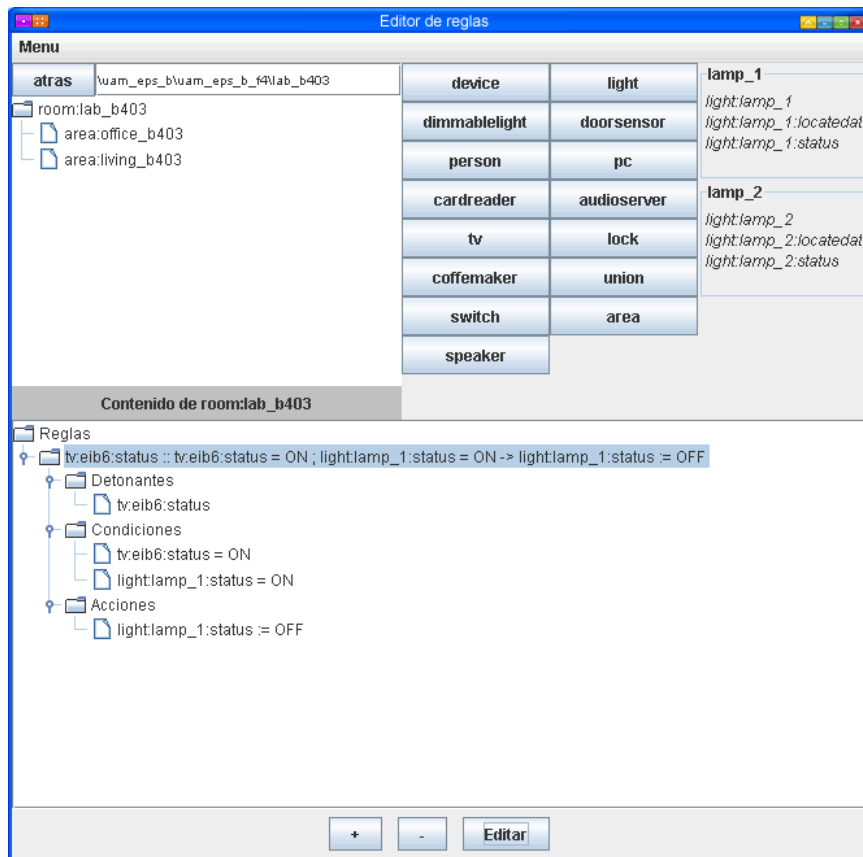 Editor de reglas
Menu
atras
\uam_eps_b\uam_eps_b_f4\lab_b403
room:lab_b403
area:office_b403
area:living_b403
Contenido de room:lab_b403
device
light
dimmablelight
doorsensor
person
pc
cardreader
audioserver
tv
lock
coffemaker
union
switch
area
speaker
lamp_1
light:lamp_1
light:lamp_1:locatedat
light:lamp_1:status
lamp_2
light:lamp_2
light:lamp_2:locatedat
light:lamp_2:status
Reglas
tv:eib6:status :: tv:eib6:status = ON ; light:lamp_1:status = ON -> light:lamp_1:status := OFF
Detonantes
tv:eib6:status
Condiciones
tv:eib6:status = ON
light:lamp_1:status = ON
Acciones
light:lamp_1:status := OFF
+
-
Editar